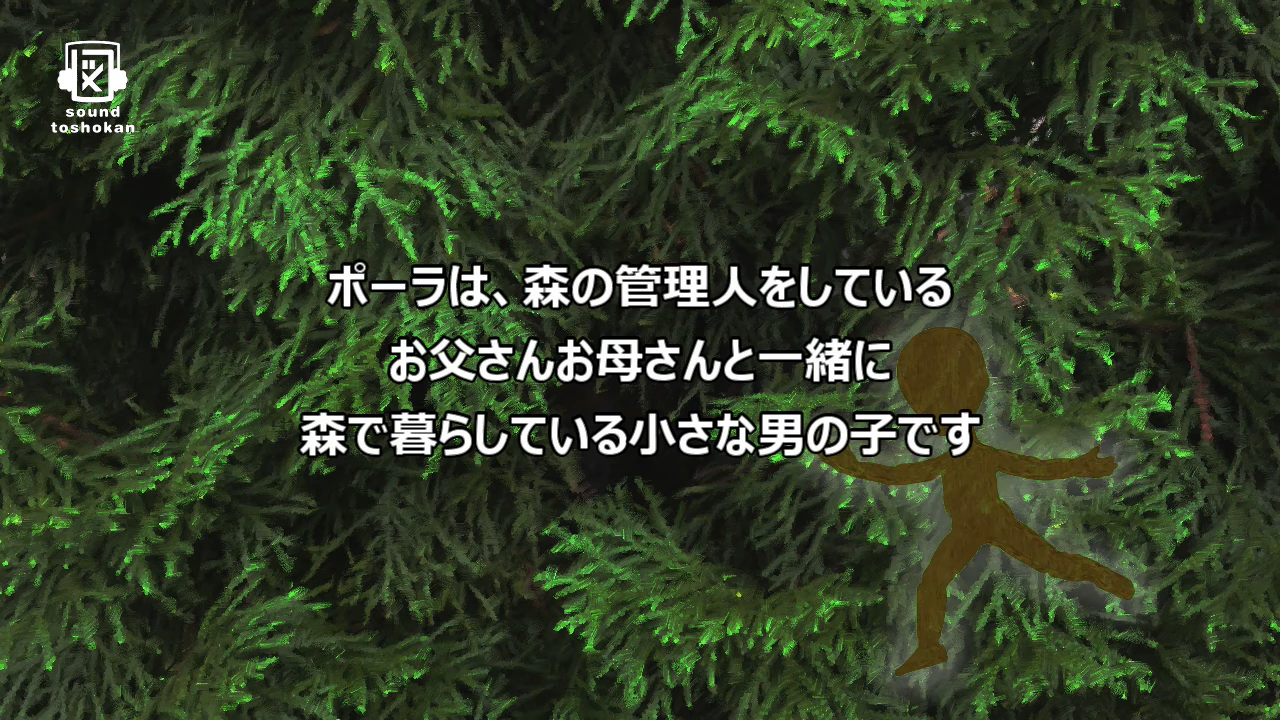 sound
toshokan
ポーラは、森の管理人をしている
お父さんお母さんと一緒に
森で暮らしている小さな男の子です